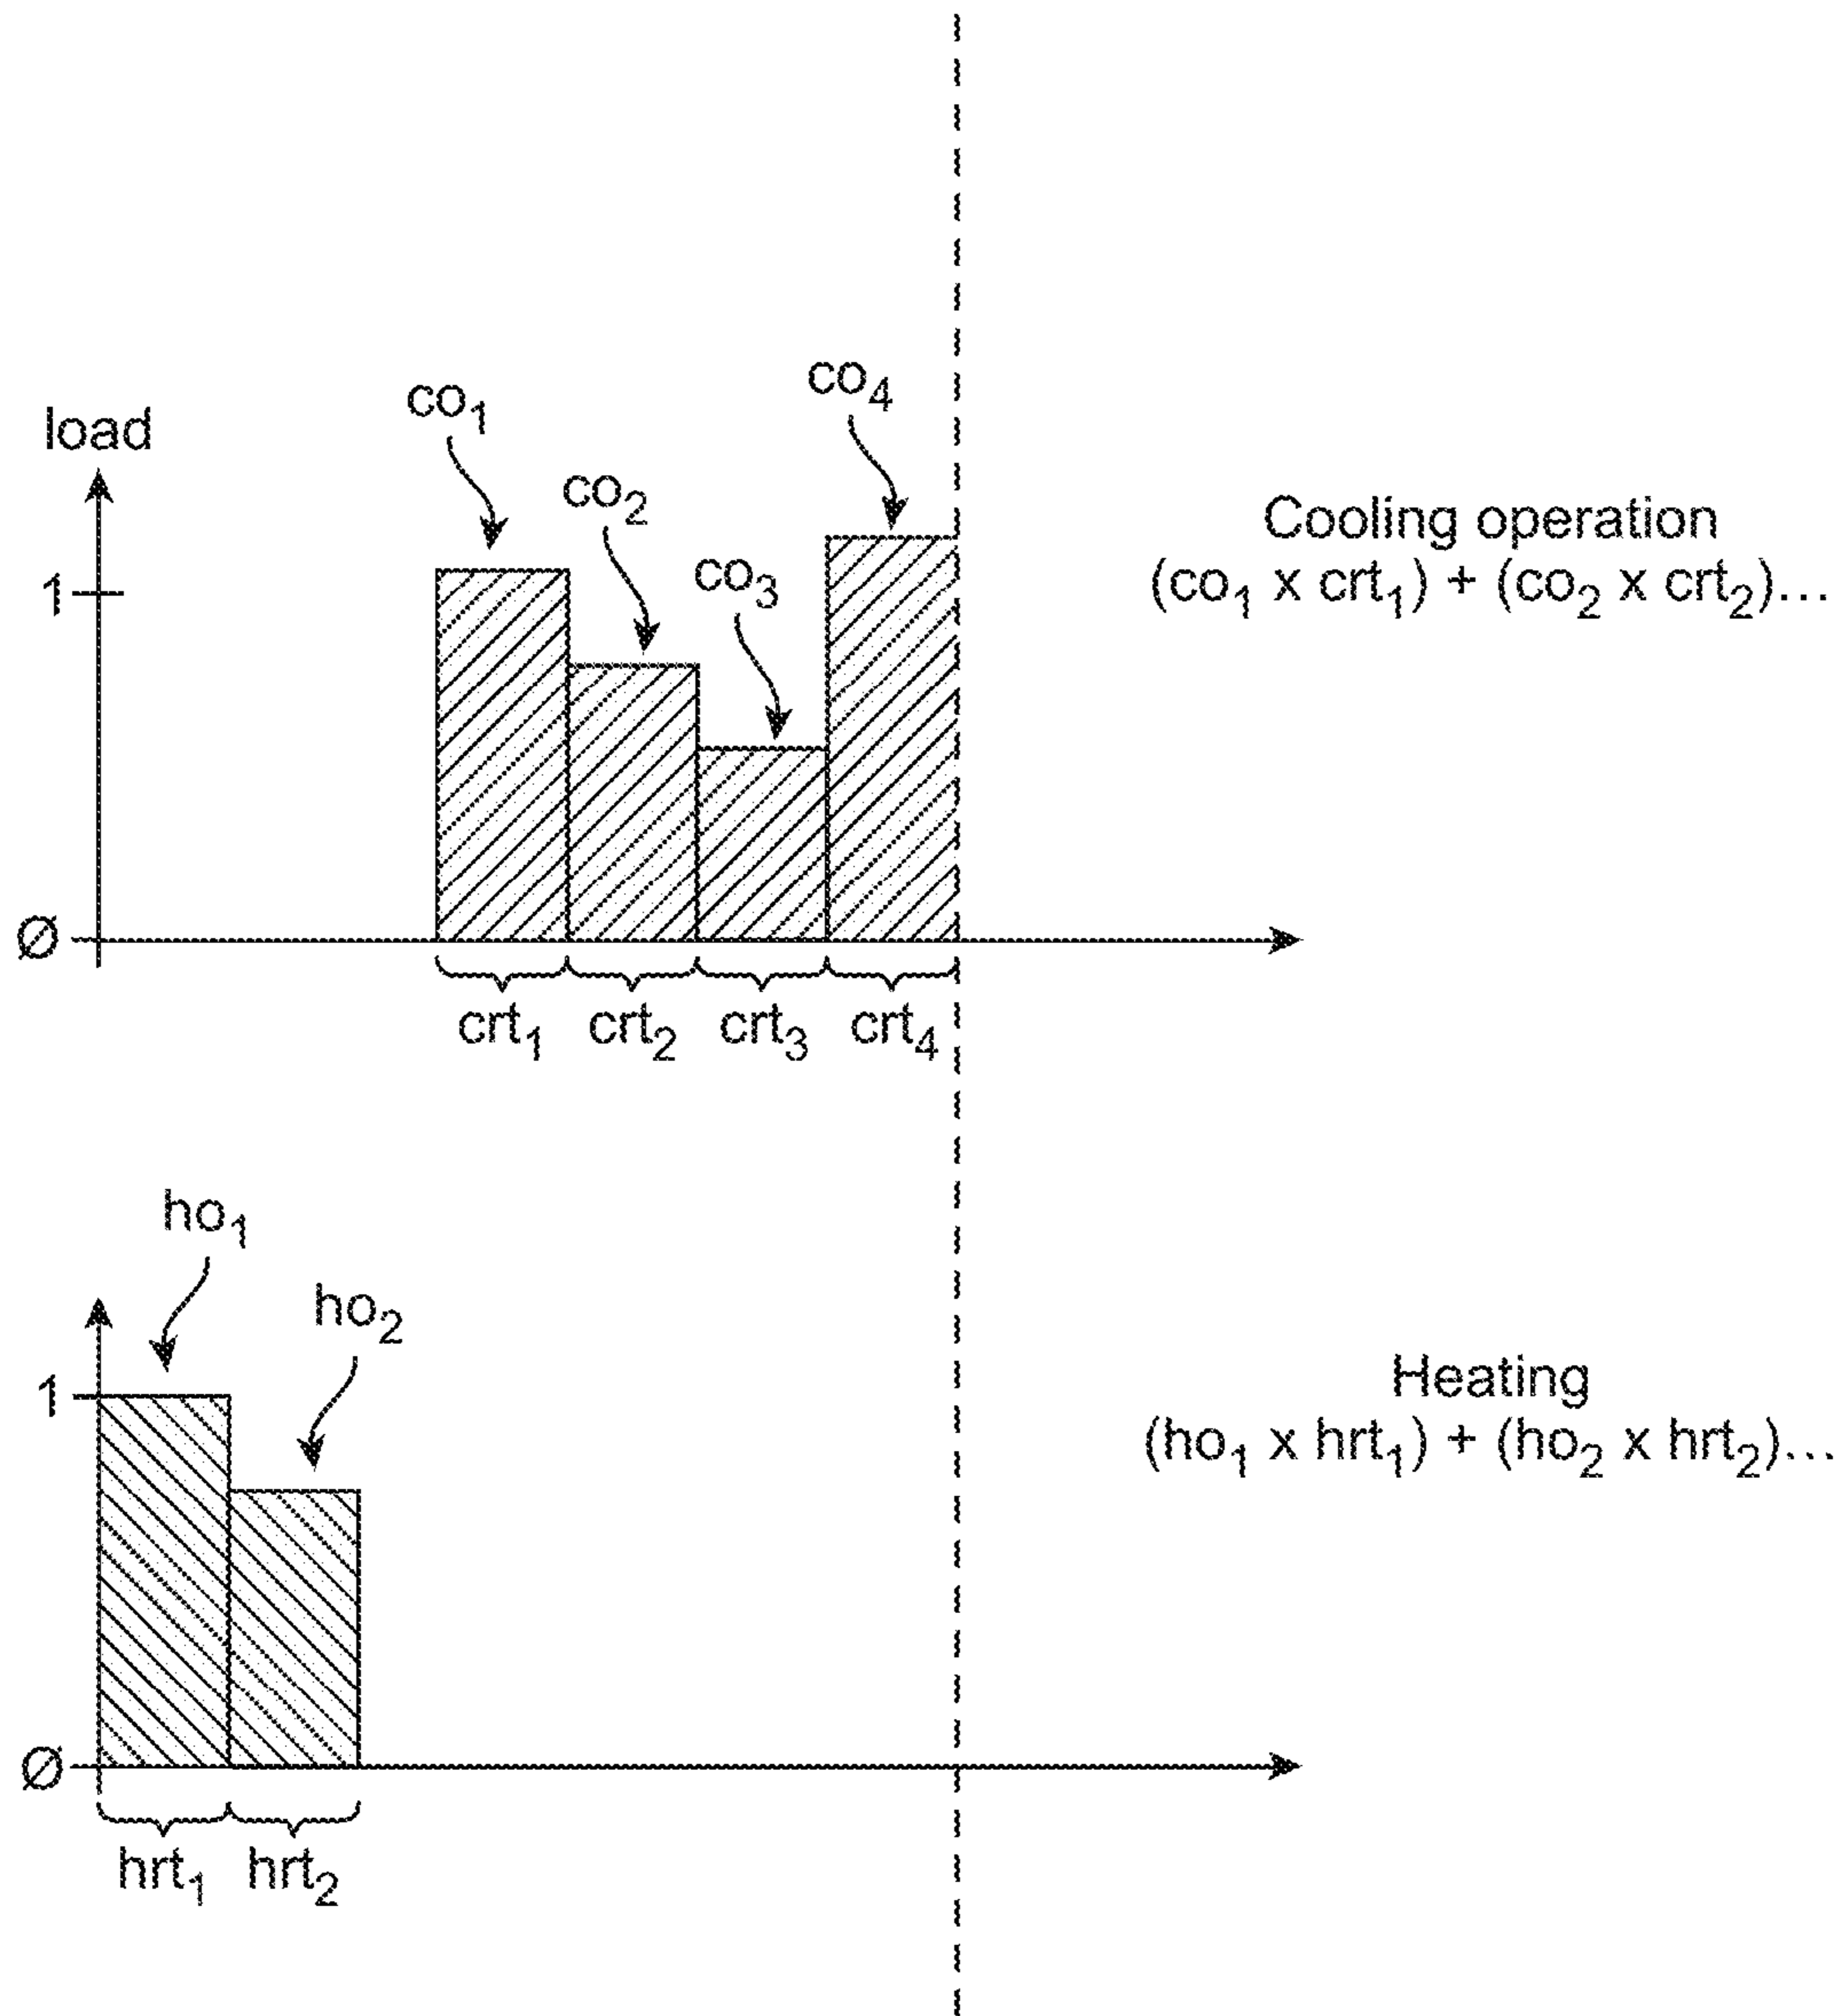 load
co₁
co₂
co₃
co₄
1
Ø
crt₁ crt₂ crt₃ crt₄
Cooling operation
(co₁ x crt₁) + (co₂ x crt₂)...
ho₁
ho₂
1
Ø
hrt₁ hrt₂
Heating
(ho₁ x hrt₁) + (ho₂ x hrt₂)...